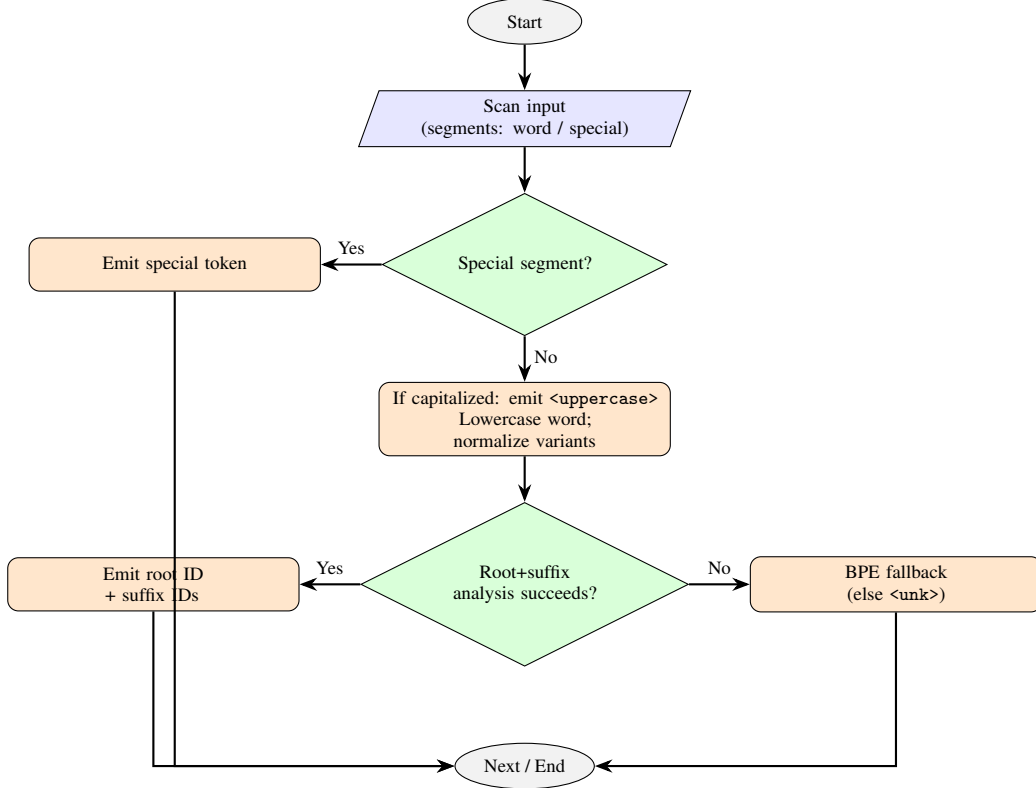 Start
Scan input
(segments: word / special)
Special segment?
Yes
Emit special token
No
If capitalized: emit <uppercase>
Lowercase word;
normalize variants
Root+suffix
analysis succeeds?
Yes
Emit root ID
+ suffix IDs
No
BPE fallback
(else <unk>)
Next / End